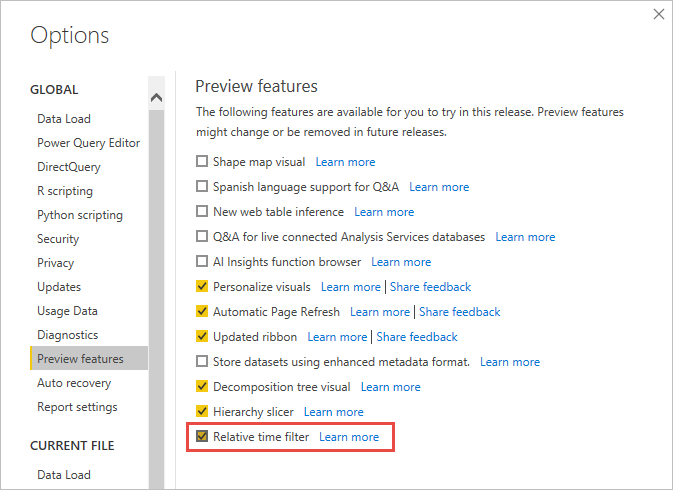 Options
GLOBAL
Data Load
Power Query Editor
DirectQuery
R scripting
Python scripting
Security
Privacy
Updates
Usage Data
Diagnostics
Preview features
Auto recovery
Report settings
CURRENT FILE
Data Load
Preview features
The following features are available for you to try in this release. Preview features
might change or be removed in future releases.
Shape map visual Learn more
Spanish language support for Q&A Learn more
New web table inference Learn more
Q&A for live connected Analysis Services databases Learn more
AI Insights function browser Learn more
Personalize visuals Learn more | Share feedback
Automatic Page Refresh Learn more | Share feedback
Updated ribbon Learn more | Share feedback
Store datasets using enhanced metadata format. Learn more
Decomposition tree visual Learn more
Hierarchy slicer Learn more
Relative time filter Learn more